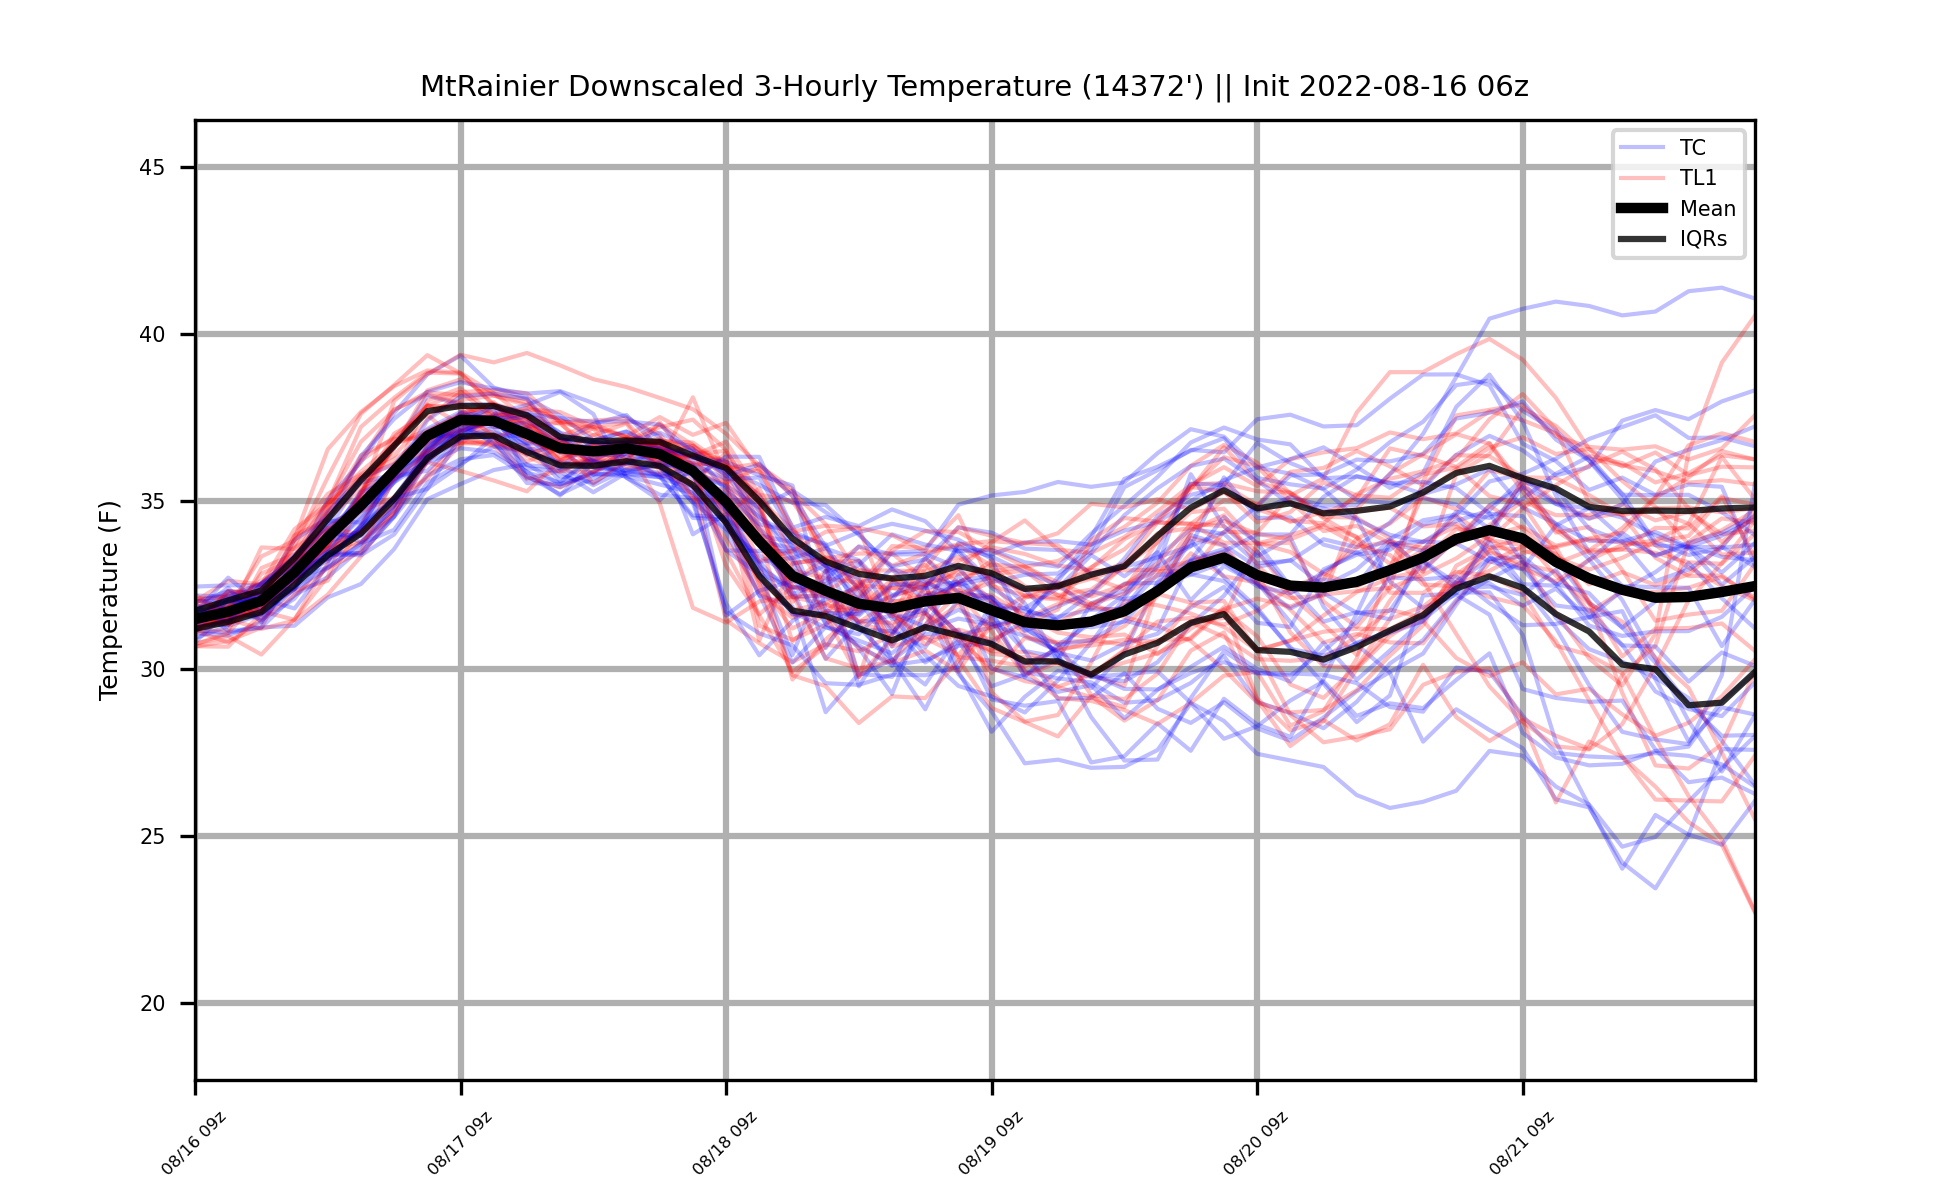 MtRainier Downscaled 3-Hourly Temperature (14372') || Init 2022-08-16 06z
TC
TL1
Mean
IQRs
Temperature (F)
45
40
35
30
25
20
08/16 09z
08/17 09z
08/18 09z
08/19 09z
08/20 09z
08/21 09z